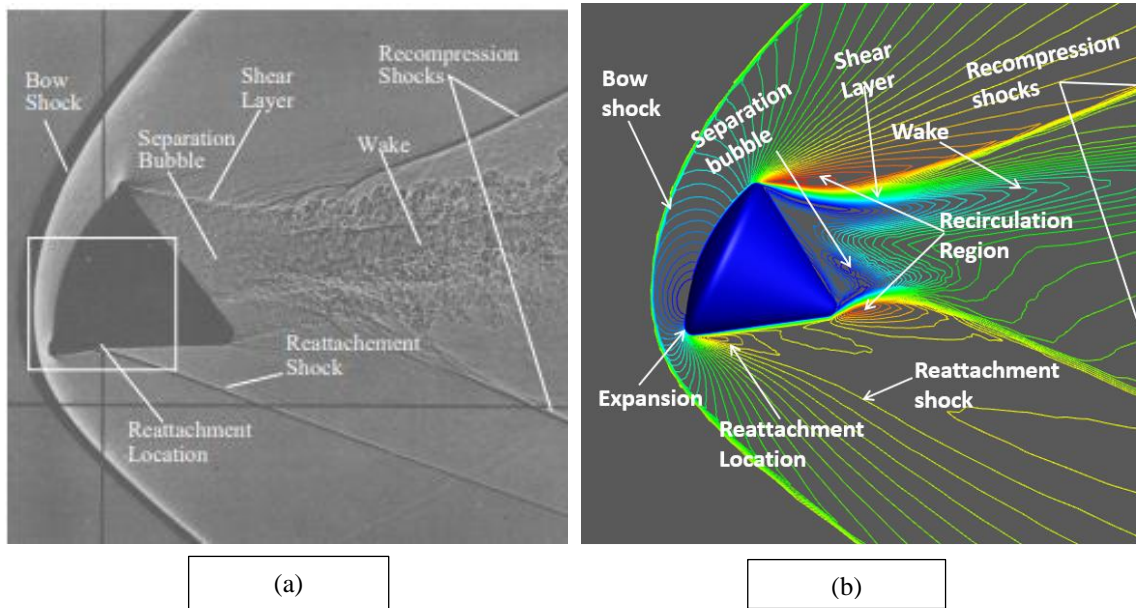 Bow
Shock
Shear
Layer
Recompression
Shocks
Separation
Bubble
Wake
Reattachement
Shock
Reattachment
Location
(a)
Bow
shock
Shear
Layer
Recompression
shocks
Separation
bubble
Wake
Recirculation
Region
Expansion
Reattachment
shock
Reattachment
Location
(b)